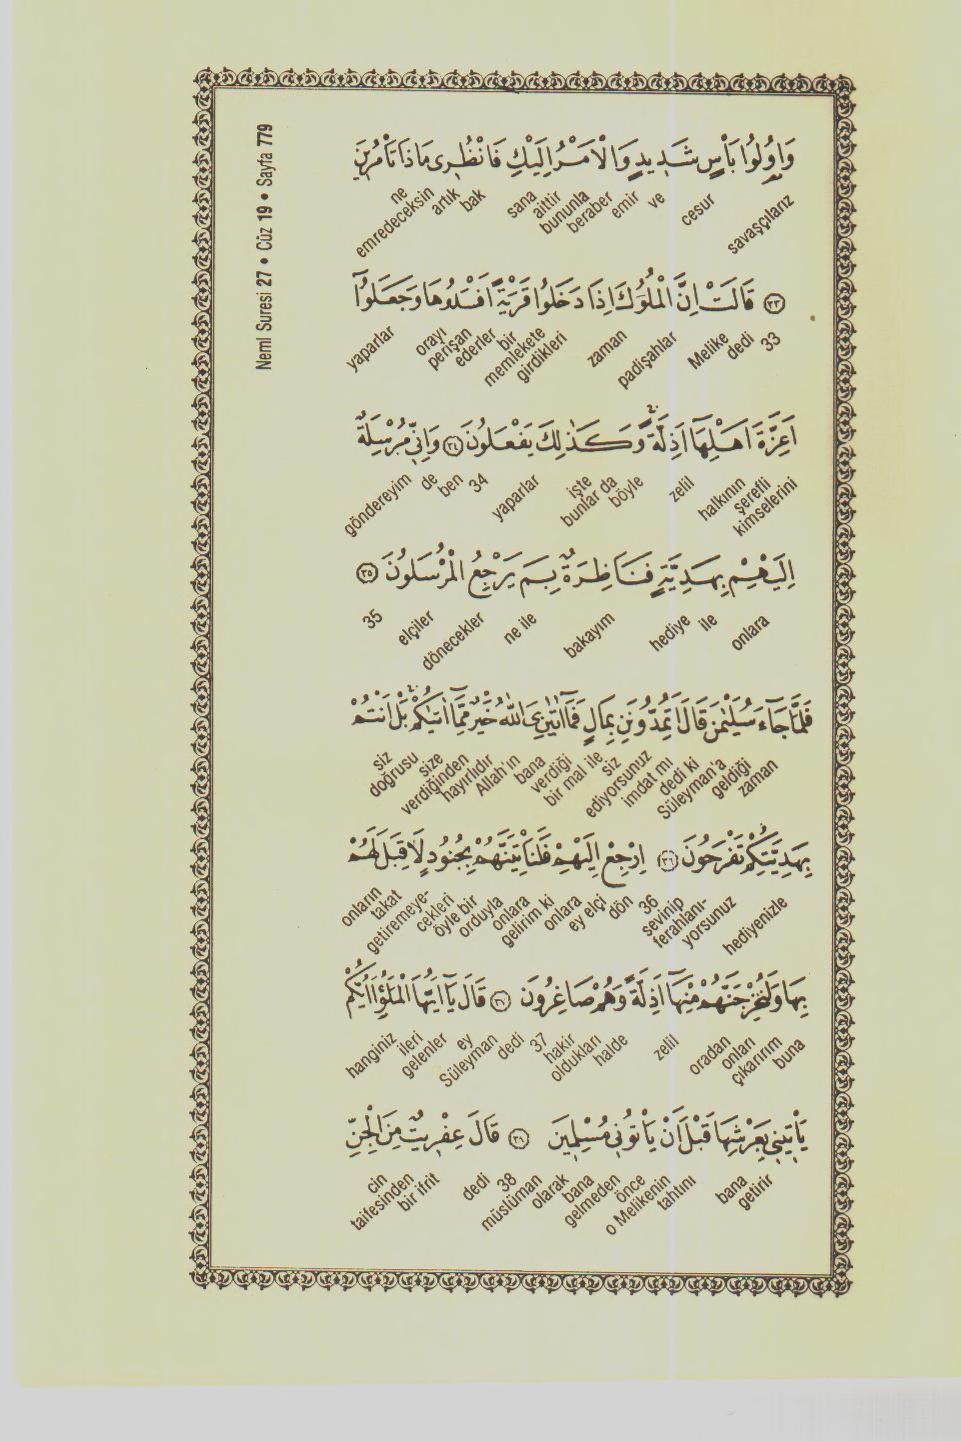 Neml Suresi 27 • Cüz 19 • Sayfa 779
وَاُولُوا بَأْسٍ شَدِيدٍ وَالْاَمْرُ اِلَيْكِ فَانْظُرِى مَاذَا تَأْمُرِينَ
savaşçılarız cesur ve emir beraber bununla aittir sana bak artık emredeceksin ne
﴿٣٣﴾ قَالَتْ اِنَّ الْمُلُوكَ اِذَا دَخَلُوا قَرْيَةً اَفْسَدُوهَا وَجَعَلُوٓا
33 dedi Melike padişahlar zaman girdikleri memlekete bir ederler perişan orayı yaparlar
اَعِزَّةَ اَهْلِهَٓا اَذِلَّةً وَكَذٰلِكَ يَفْعَلُونَ ﴿٣٤﴾ وَاِنِّى مُرْسِلَةٌ
kimselerini şerefli halkının zelil böyle bunlar da işte yaparlar 34 ben de göndereyim
اِلَيْهِمْ بِهَدِيَّةٍ فَنَاظِرَةٌ بِمَ يَرْجِعُ الْمُرْسَلُونَ ﴿٣٥﴾
onlara ile hediye bakayım ne ile dönecekler elçiler 35
فَلَمَّا جَٓاءَ سُلَيْمٰنَ قَالَ اَتُمِدُّونَنِ بِمَالٍ فَمَٓا اٰتٰينِىَ اللّٰهُ خَيْرٌ مِمَّٓا اٰتٰيكُمْ بَلْ اَنْتُمْ
zaman geldiği Süleyman'a dedi ki imdat mı ediyorsunuz siz bir mal ile verdiği bana Allah'ın hayırlıdır verdiğinden size doğrusu siz
بِهَدِيَّتِكُمْ تَفْرَحُونَ ﴿٣٦﴾ اِرْجِعْ اِلَيْهِمْ فَلَنَأْتِيَنَّهُمْ بِجُنُودٍ لَا قِبَلَ لَهُمْ
hediyenizle yorsunuz ferahlanı- sevinip 36 dön ey elçi onlara gelirim ki onlara orduyla öyle bir cekleri getiremeye- takat onların
بِهَا وَلَنُخْرِجَنَّهُمْ مِنْهَٓا اَذِلَّةً وَهُمْ صَاغِرُونَ ﴿٣٧﴾ قَالَ يَٓا اَيُّهَا الْمَلَؤُا اَيُّكُمْ
buna çıkarırım onları oradan zelil halde oldukları hakir 37 dedi Süleyman ey gelenler ileri hanginiz
يَأْتِينِى بِعَرْشِهَا قَبْلَ اَنْ يَأْتُونِى مُسْلِمِينَ ﴿٣٨﴾ قَالَ عِفْرِيتٌ مِنَ الْجِنِّ
getirir bana tahtını o Melikenin önce gelmeden bana olarak müslüman 38 dedi bir ifrit taifesinden cin